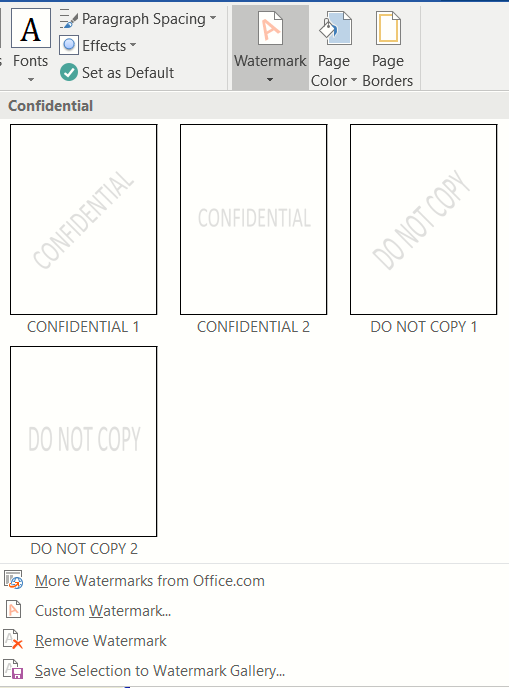 A
Fonts
Paragraph Spacing
Effects
Set as Default
A
Watermark
Page
Color
Page
Borders
Confidential
CONFIDENTIAL
CONFIDENTIAL
DO NOT COPY
CONFIDENTIAL 1
CONFIDENTIAL 2
DO NOT COPY 1
DO NOT COPY
DO NOT COPY 2
More Watermarks from Office.com
Custom Watermark...
Remove Watermark
Save Selection to Watermark Gallery...